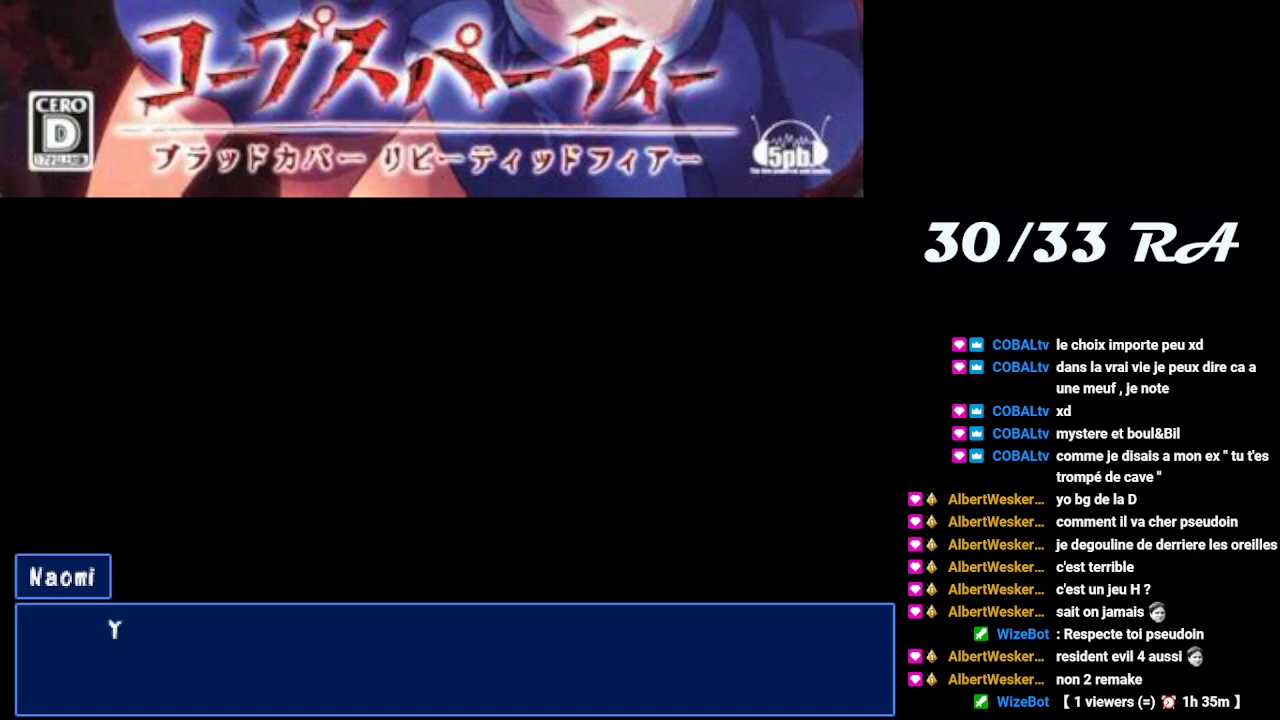 コープスパーティー
CERO
D
ブラッドカバー リピーティッドフィアー
5pb.
30/33 RA
COBALtv le choix importe peu xd
COBALtv dans la vrai vie je peux dire ca a
une meuf , je note
COBALtv xd
COBALtv mystere et boul&Bil
COBALtv comme je disais a mon ex " tu t'es
trompé de cave "
AlbertWesker... yo bg de la D
AlbertWesker... comment il va cher pseudoin
AlbertWesker... je degouline de derriere les oreilles
AlbertWesker... c'est terrible
AlbertWesker... c'est un jeu H ?
AlbertWesker... sait on jamais
WizeBot : Respecte toi pseudoin
AlbertWesker... resident evil 4 aussi
AlbertWesker... non 2 remake
WizeBot 【 1 viewers (=) ⏰ 1h 35m 】
Naomi
Y